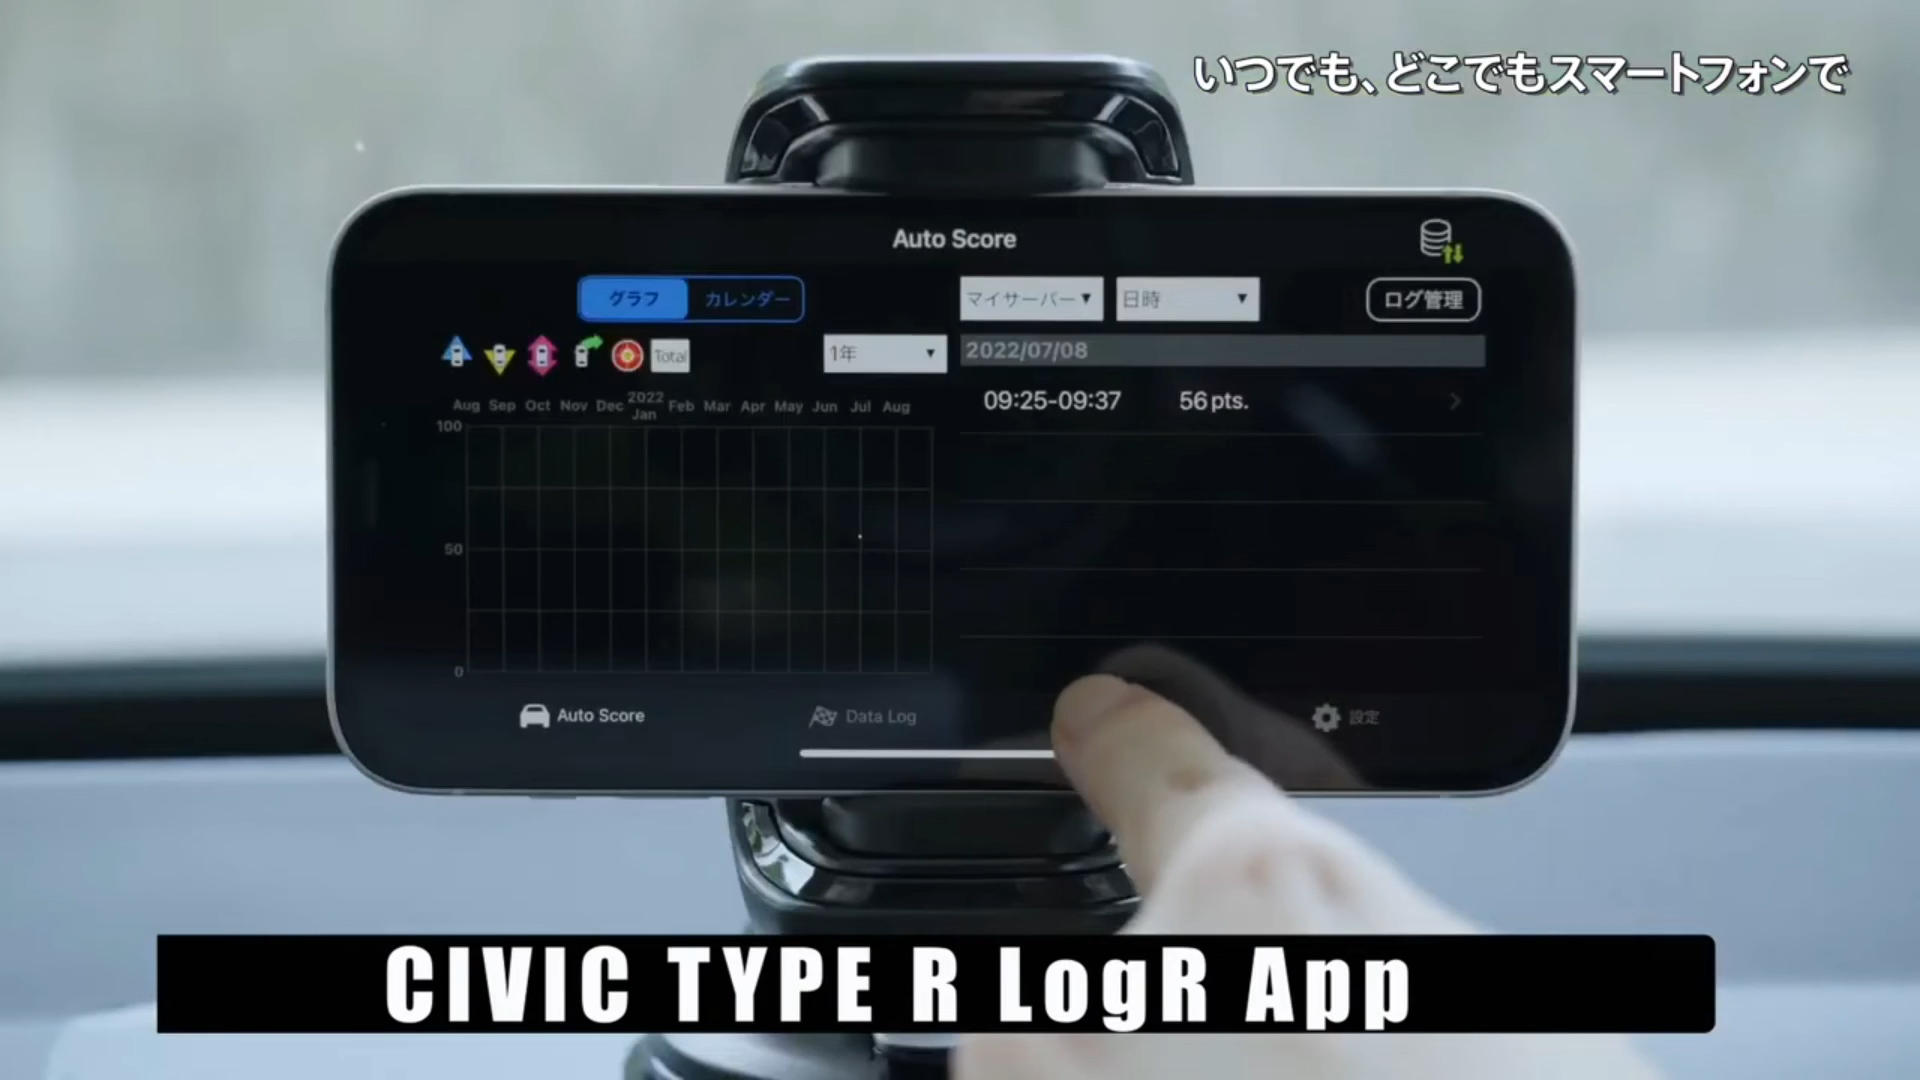 いつでも、どこでもスマートフォンで
Auto Score
グラフ カレンダー マイサーバー▼ 日時 ▼ ログ管理
Total 1年 ▼ 2022/07/08
09:25-09:37 56 pts.
2022
Aug Sep Oct Nov Dec Jan Feb Mar Apr May Jun Jul Aug
100
50
0
Auto Score Data Log 設定
CIVIC TYPE R LogR App